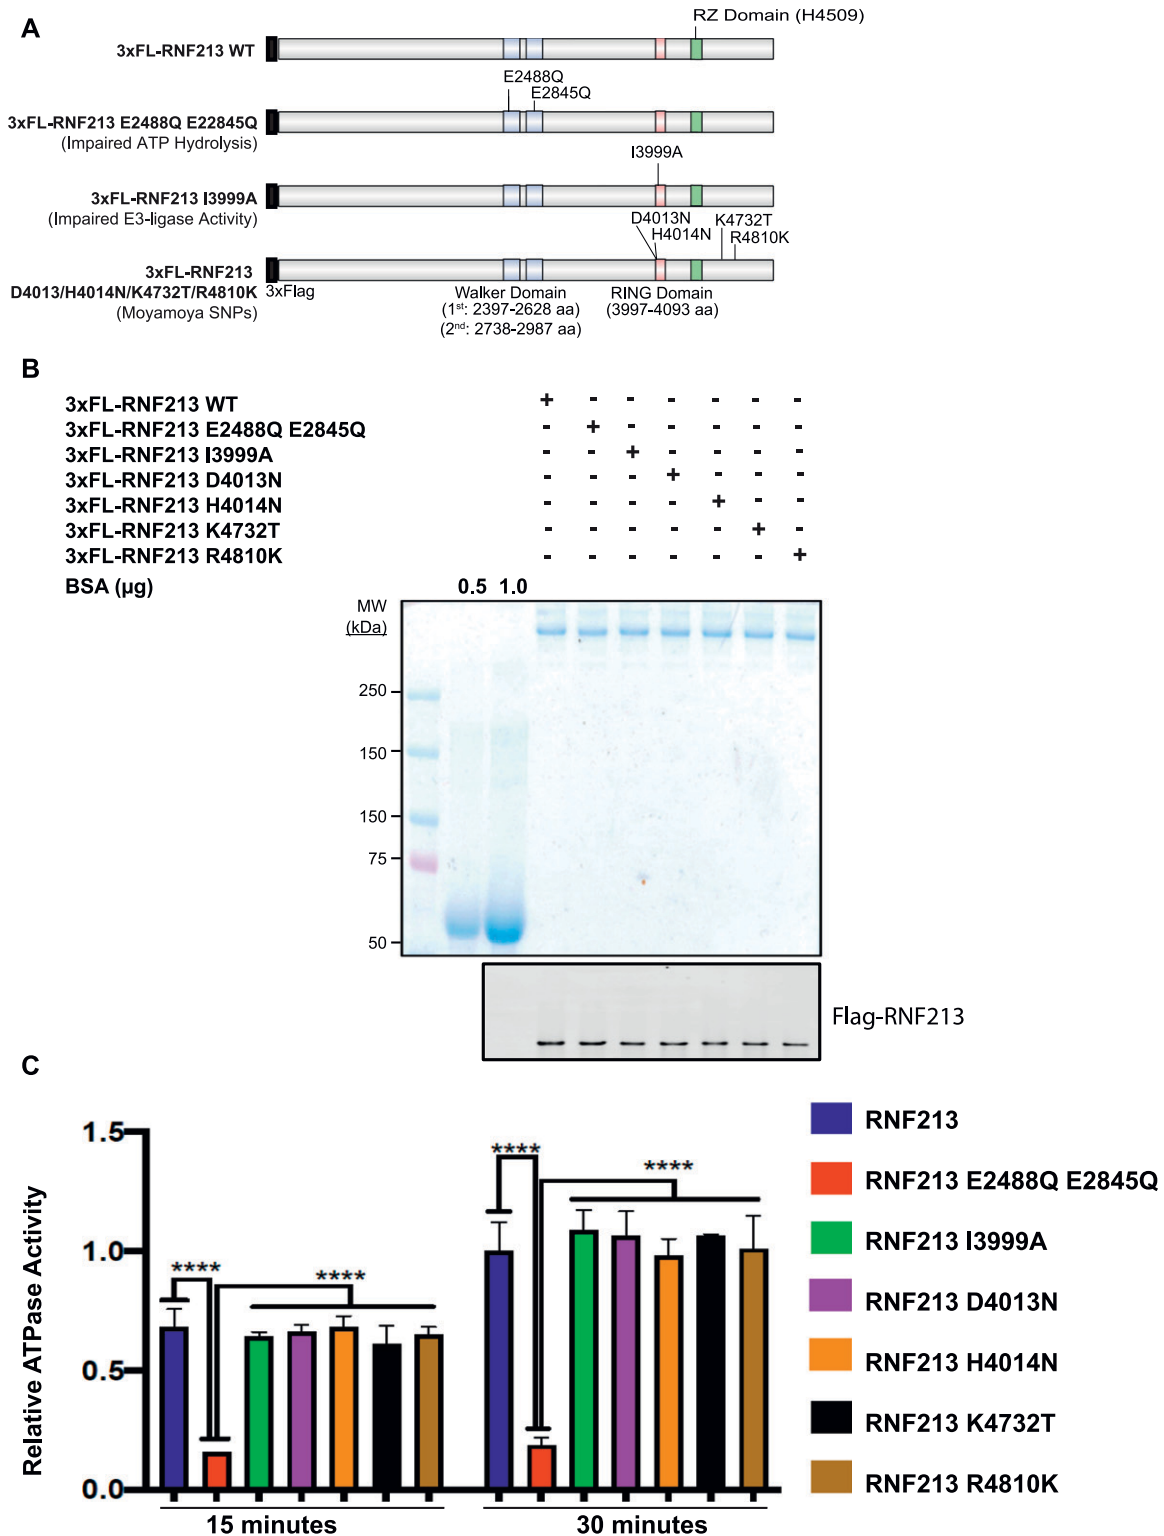 A
RZ Domain (H4509)
3xFL-RNF213 WT
E2488Q
E2845Q
3xFL-RNF213 E2488Q E22845Q
(Impaired ATP Hydrolysis)
I3999A
3xFL-RNF213 I3999A
(Impaired E3-ligase Activity)
D4013N
H4014N
K4732T
R4810K
3xFL-RNF213
D4013/H4014N/K4732T/R4810K
(Moyamoya SNPs)
3xFlag
Walker Domain
(1st: 2397-2628 aa)
(2nd: 2738-2987 aa)
RING Domain
(3997-4093 aa)
B
3xFL-RNF213 WT + - - - - - -
3xFL-RNF213 E2488Q E2845Q - + - - - - -
3xFL-RNF213 I3999A - - + - - - -
3xFL-RNF213 D4013N - - - + - - -
3xFL-RNF213 H4014N - - - - + - -
3xFL-RNF213 K4732T - - - - - + -
3xFL-RNF213 R4810K - - - - - - +
BSA (µg) 0.5 1.0
MW
(kDa)
250
150
150
75
50
Flag-RNF213
C
Relative ATPase Activity
1.5
1.0
0.5
0.0
**** ****
**** ****
15 minutes
30 minutes
RNF213
RNF213 E2488Q E2845Q
RNF213 I3999A
RNF213 D4013N
RNF213 H4014N
RNF213 K4732T
RNF213 R4810K